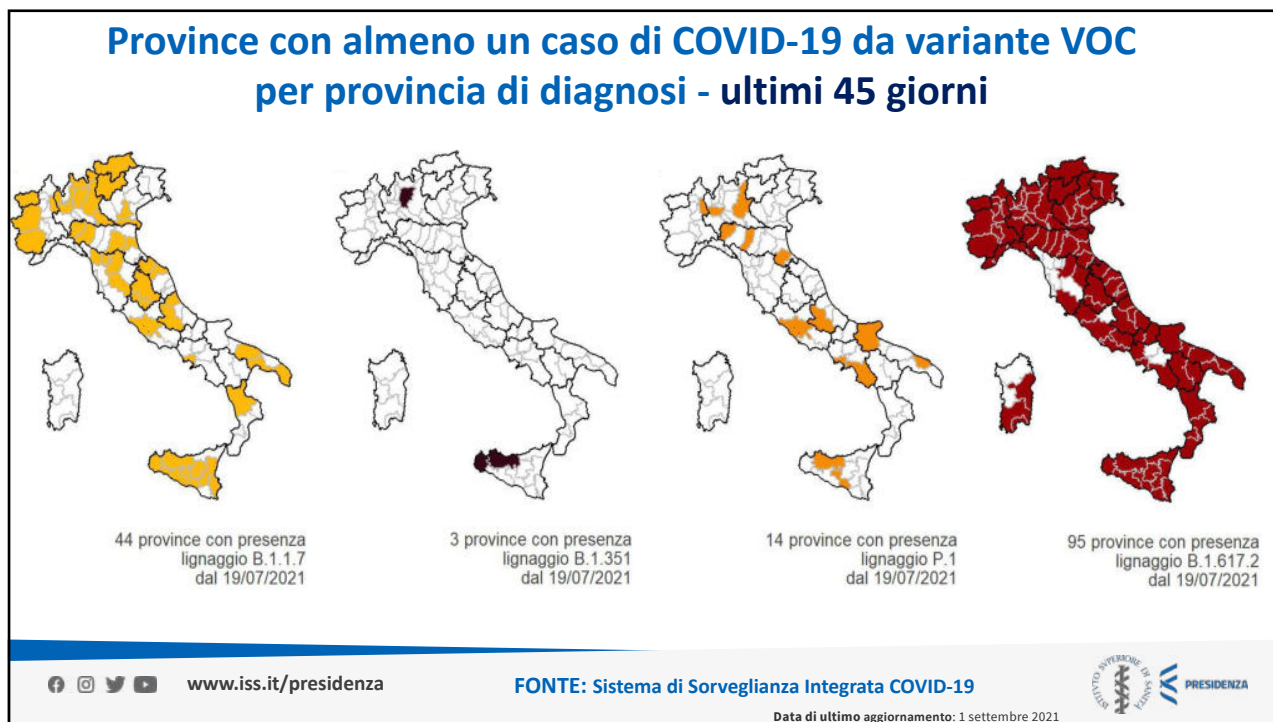 Province con almeno un caso di COVID-19 da variante VOC
per provincia di diagnosi - ultimi 45 giorni
44 province con presenza
lignaggio B.1.1.7
dal 19/07/2021
3 province con presenza
lignaggio B.1.351
dal 19/07/2021
14 province con presenza
lignaggio P.1
dal 19/07/2021
95 province con presenza
lignaggio B.1.617.2
dal 19/07/2021
www.iss.it/presidenza
FONTE: Sistema di Sorveglianza Integrata COVID-19
ISTITVTO SVPERIORE DI SANITÀ
PRESIDENZA
Data di ultimo aggiornamento: 1 settembre 2021